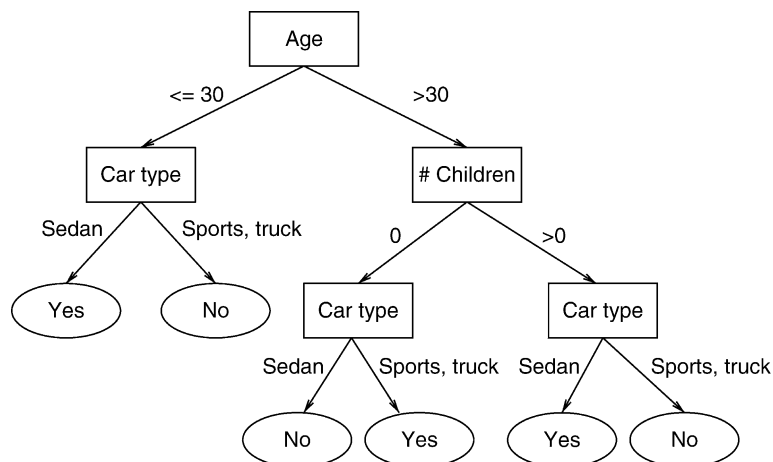 Age
<= 30
>30
Car type
# Children
Sedan
Sports, truck
0
>0
Yes
No
Car type
Car type
Sedan
Sports, truck
Sedan
Sports, truck
No
Yes
Yes
No